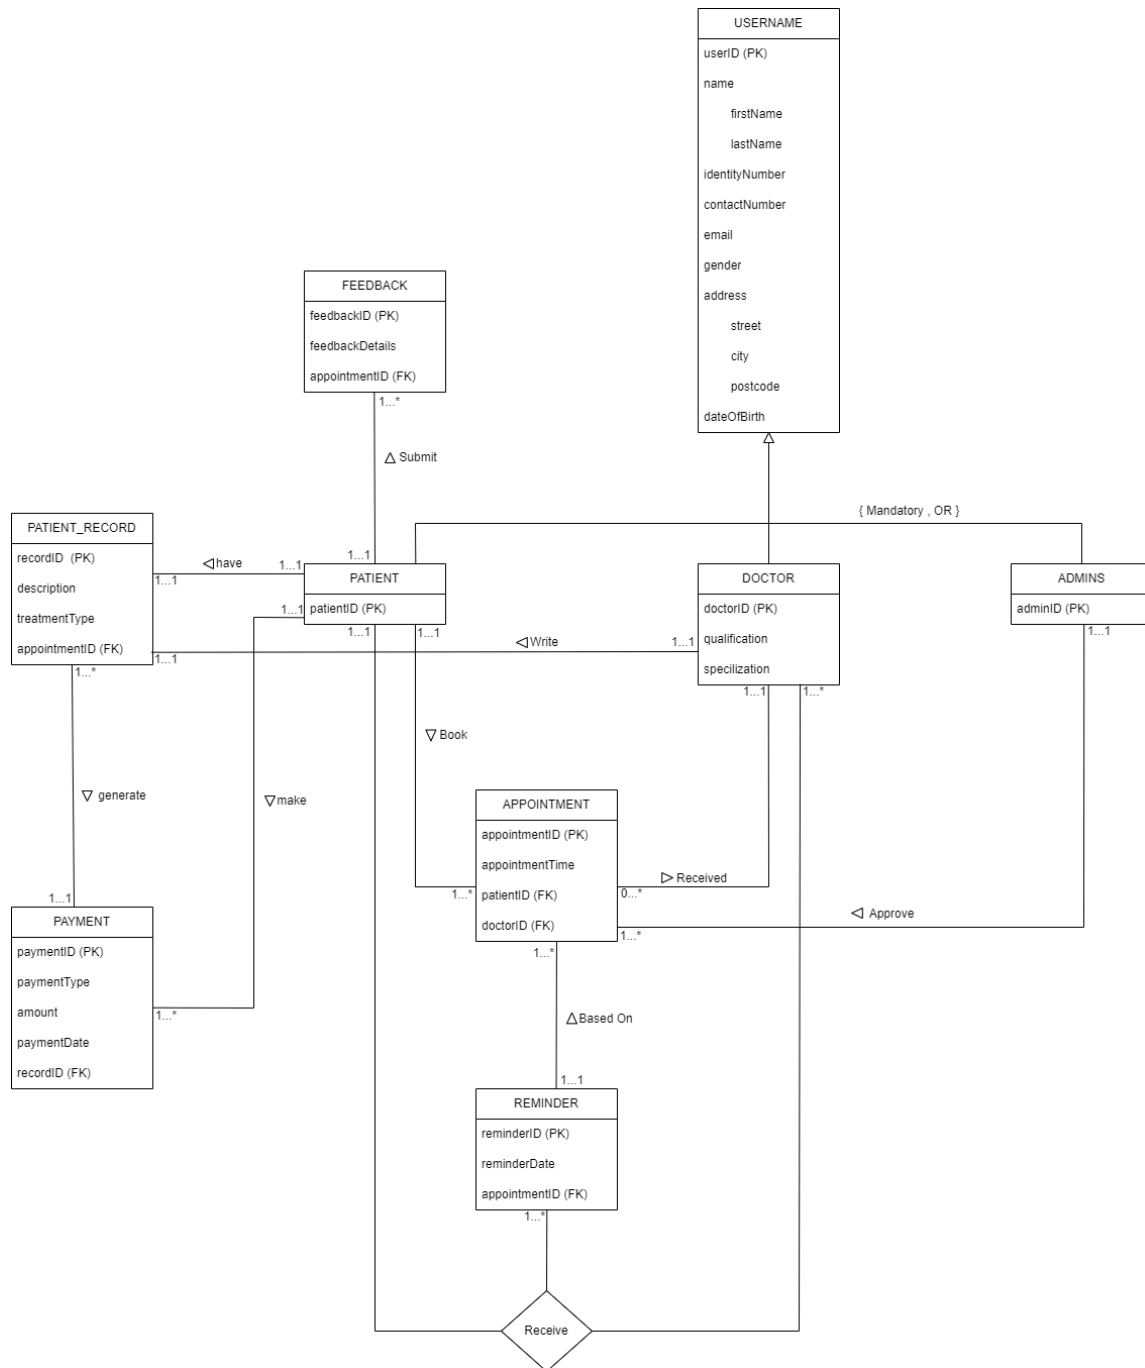 USERNAME
userID (PK)
name
firstName
lastName
identityNumber
contactNumber
email
gender
address
street
city
postcode
dateOfBirth
FEEDBACK
feedbackID (PK)
feedbackDetails
appointmentID (FK)
1...*
Submit
{ Mandatory , OR }
PATIENT_RECORD
recordID (PK)
description
treatmentType
appointmentID (FK)
1...*
have
1...1
1...1
1...1
PATIENT
patientID (PK)
1...1
1...1
1...1
DOCTOR
doctorID (PK)
qualification
specilization
1...1
1...*
ADMINS
adminID (PK)
1...1
Write
1...1
1...1
Book
generate
make
APPOINTMENT
appointmentID (PK)
appointmentTime
patientID (FK)
doctorID (FK)
1...*
0...*
Received
Approve
1...*
1...*
1...1
PAYMENT
paymentID (PK)
paymentType
amount
paymentDate
recordID (FK)
1...*
Based On
1...1
REMINDER
reminderID (PK)
reminderDate
appointmentID (FK)
1...*
Receive